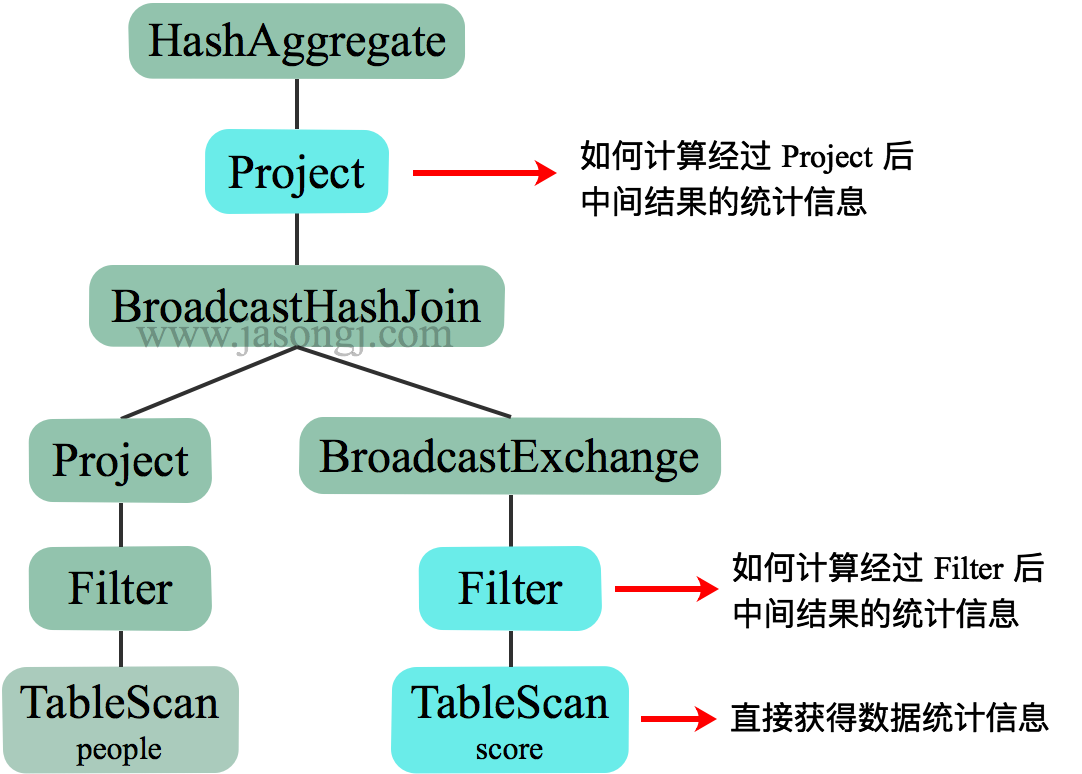 HashAggregate
Project
如何计算经过 Project 后
中间结果的统计信息
BroadcastHashJoin
www.jasongj.com
Project
BroadcastExchange
Filter
Filter
如何计算经过 Filter 后
中间结果的统计信息
TableScan
people
TableScan
score
直接获得数据统计信息